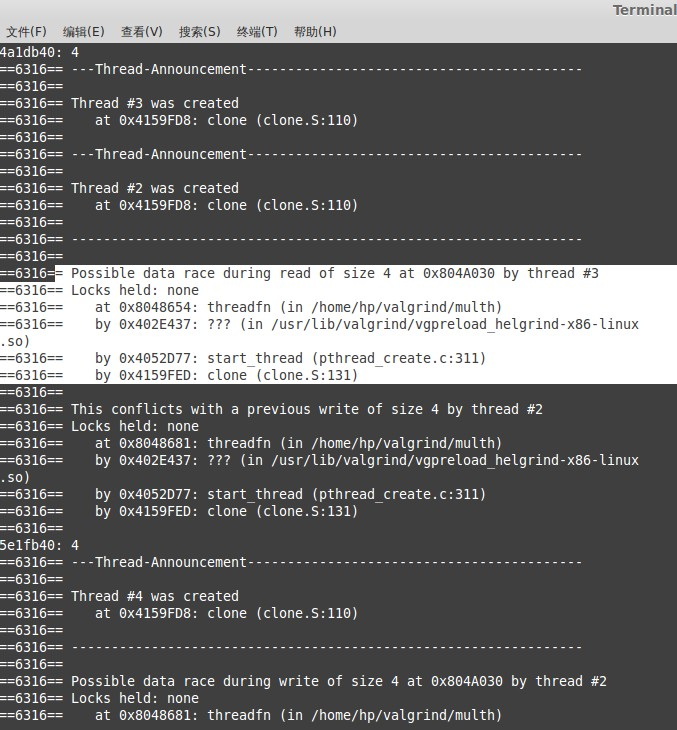 Terminal
文件(F) 编辑(E) 查看(V) 搜索(S) 终端(T) 帮助(H)
4a1db40: 4
==6316== ---Thread-Announcement------------------------------------------
==6316==
==6316== Thread #3 was created
==6316==    at 0x4159FD8: clone (clone.S:110)
==6316==
==6316== ---Thread-Announcement------------------------------------------
==6316==
==6316== Thread #2 was created
==6316==    at 0x4159FD8: clone (clone.S:110)
==6316==
==6316== ----------------------------------------------------------------
==6316==
==6316== Possible data race during read of size 4 at 0x804A030 by thread #3
==6316== Locks held: none
==6316==    at 0x8048654: threadfn (in /home/hp/valgrind/multh)
==6316==    by 0x402E437: ??? (in /usr/lib/valgrind/vgpreload_helgrind-x86-linux
.so)
==6316==    by 0x4052D77: start_thread (pthread_create.c:311)
==6316==    by 0x4159FED: clone (clone.S:131)
==6316==
==6316== This conflicts with a previous write of size 4 by thread #2
==6316== Locks held: none
==6316==    at 0x8048681: threadfn (in /home/hp/valgrind/multh)
==6316==    by 0x402E437: ??? (in /usr/lib/valgrind/vgpreload_helgrind-x86-linux
.so)
==6316==    by 0x4052D77: start_thread (pthread_create.c:311)
==6316==    by 0x4159FED: clone (clone.S:131)
==6316==
5e1fb40: 4
==6316== ---Thread-Announcement------------------------------------------
==6316==
==6316== Thread #4 was created
==6316==    at 0x4159FD8: clone (clone.S:110)
==6316==
==6316== ----------------------------------------------------------------
==6316==
==6316== Possible data race during write of size 4 at 0x804A030 by thread #2
==6316== Locks held: none
==6316==    at 0x8048681: threadfn (in /home/hp/valgrind/multh)